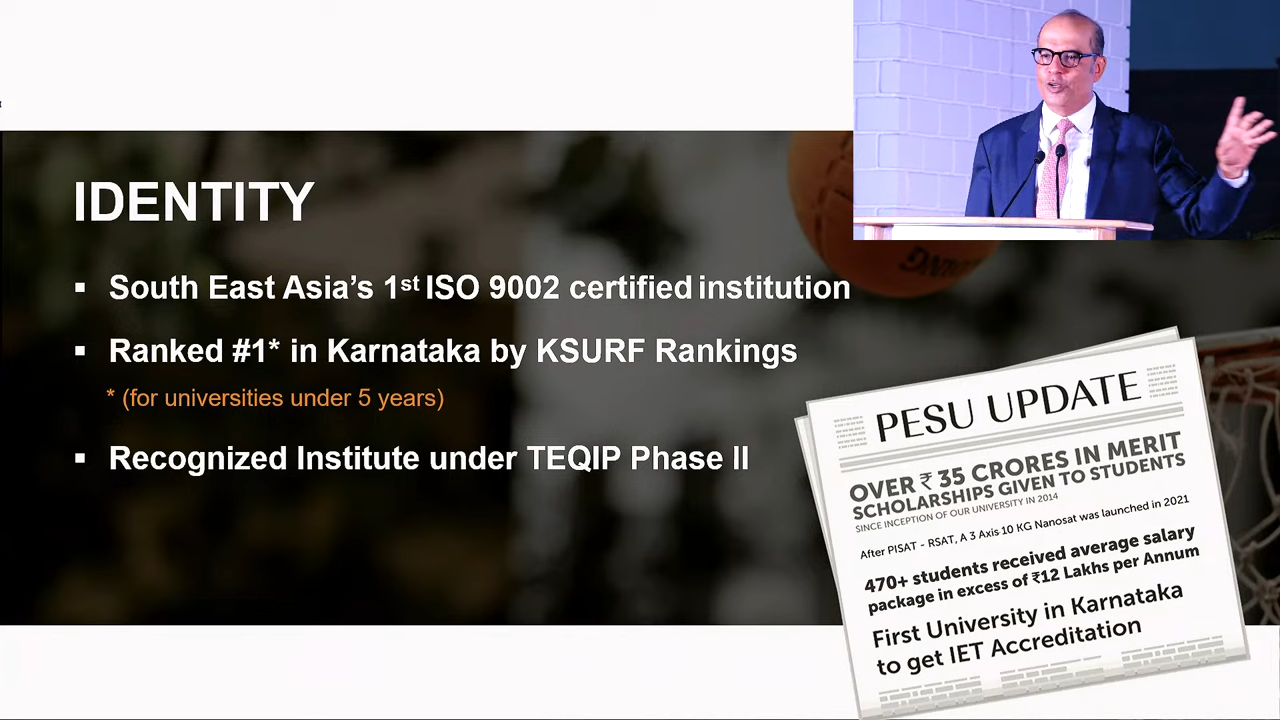 IDENTITY
▪ South East Asia’s 1st ISO 9002 certified institution
▪ Ranked #1* in Karnataka by KSURF Rankings
* (for universities under 5 years)
▪ Recognized Institute under TEQIP Phase II
PESU UPDATE
OVER ₹ 35 CRORES IN MERIT
SCHOLARSHIPS GIVEN TO STUDENTS
SINCE INCEPTION OF OUR UNIVERSITY IN 2014
After PISAT - RSAT, A 3 Axis 10 KG Nanosat was launched in 2021
470+ students received average salary
package in excess of ₹12 Lakhs per Annum
First University in Karnataka
to get IET Accreditation